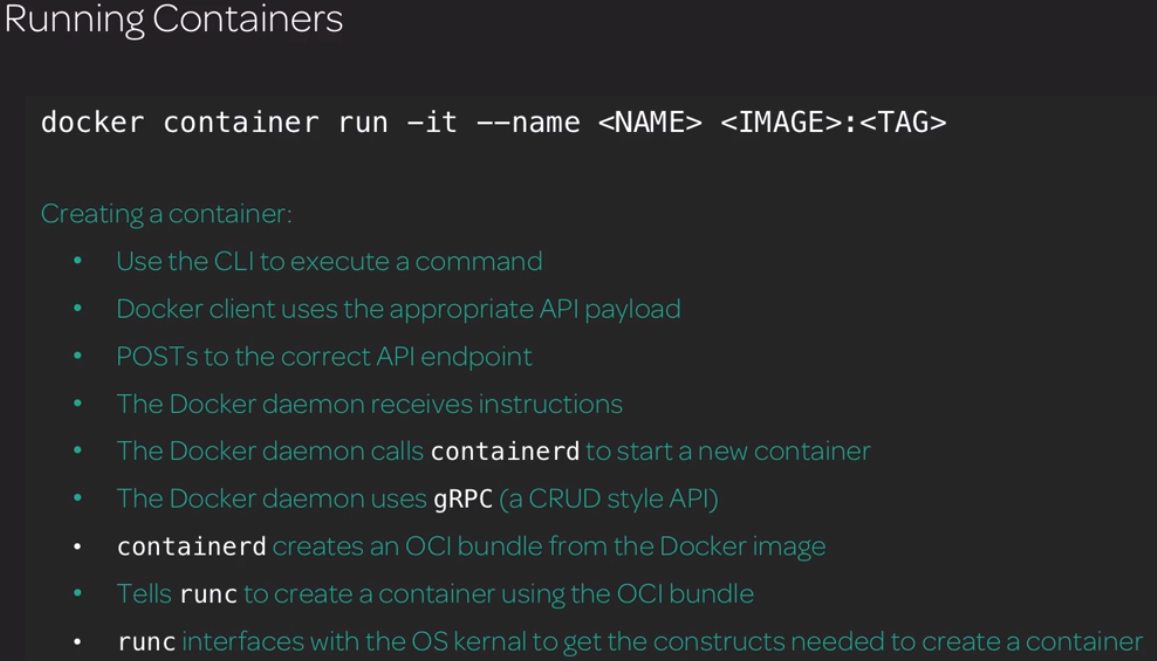 Running Containers
docker container run -it --name <NAME> <IMAGE>:<TAG>
Creating a container:
• Use the CLI to execute a command
• Docker client uses the appropriate API payload
• POSTs to the correct API endpoint
• The Docker daemon receives instructions
• The Docker daemon calls containerd to start a new container
• The Docker daemon uses gRPC (a CRUD style API)
• containerd creates an OCI bundle from the Docker image
• Tells runc to create a container using the OCI bundle
• runc interfaces with the OS kernal to get the constructs needed to create a container